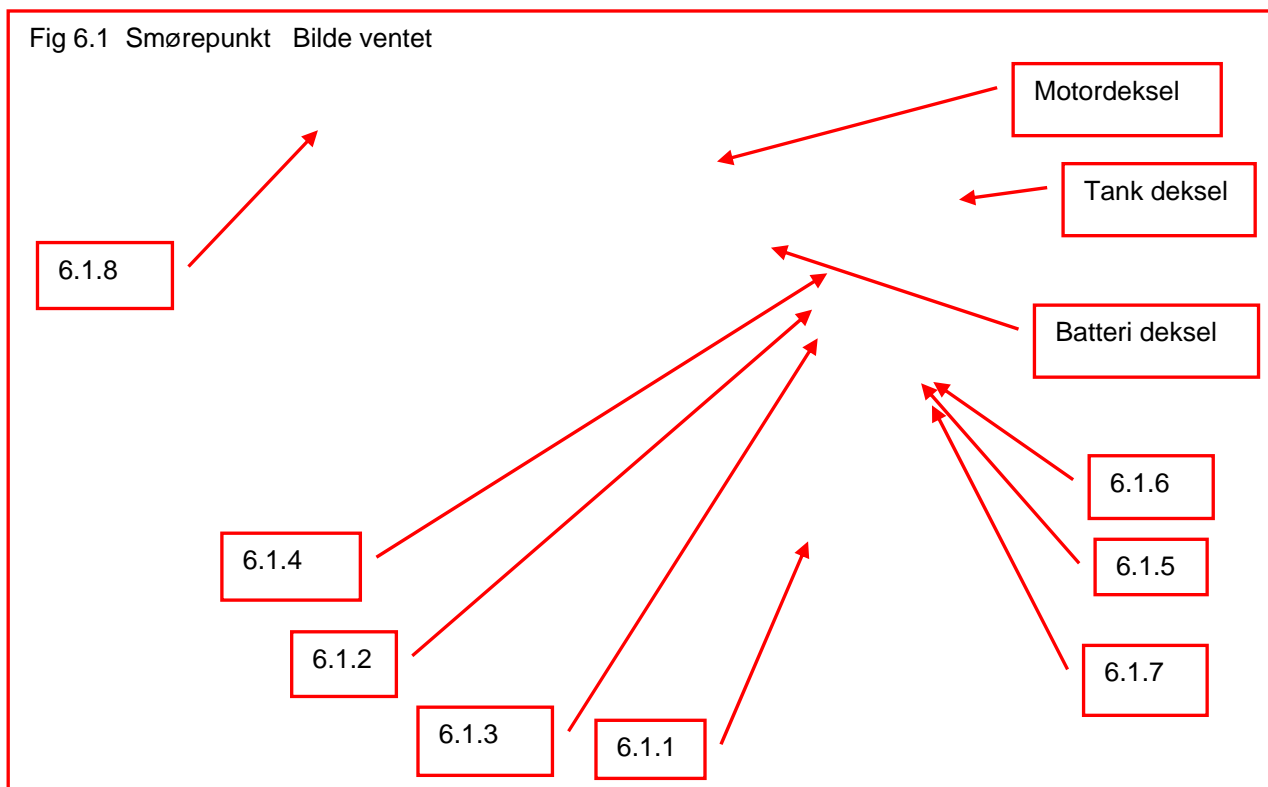 Fig 6.1  Smørepunkt   Bilde ventet
Motordeksel
Tank deksel
6.1.8
Batteri deksel
6.1.6
6.1.4
6.1.5
6.1.2
6.1.7
6.1.3
6.1.1